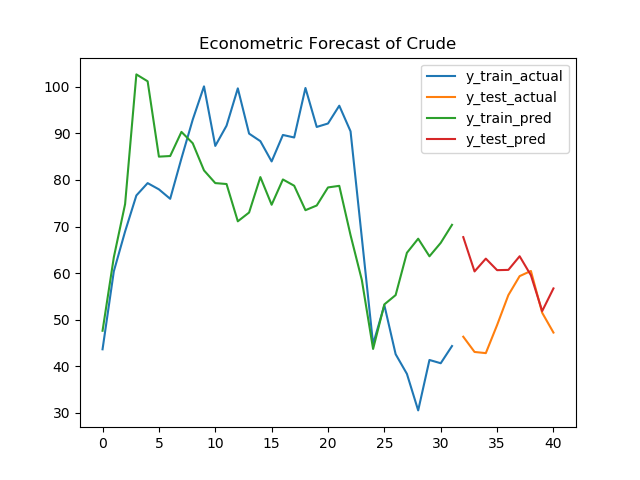 Econometric Forecast of Crude
y_train_actual
y_test_actual
y_train_pred
y_test_pred
100
90
80
70
60
50
40
30
0 5 10 15 20 25 30 35 40